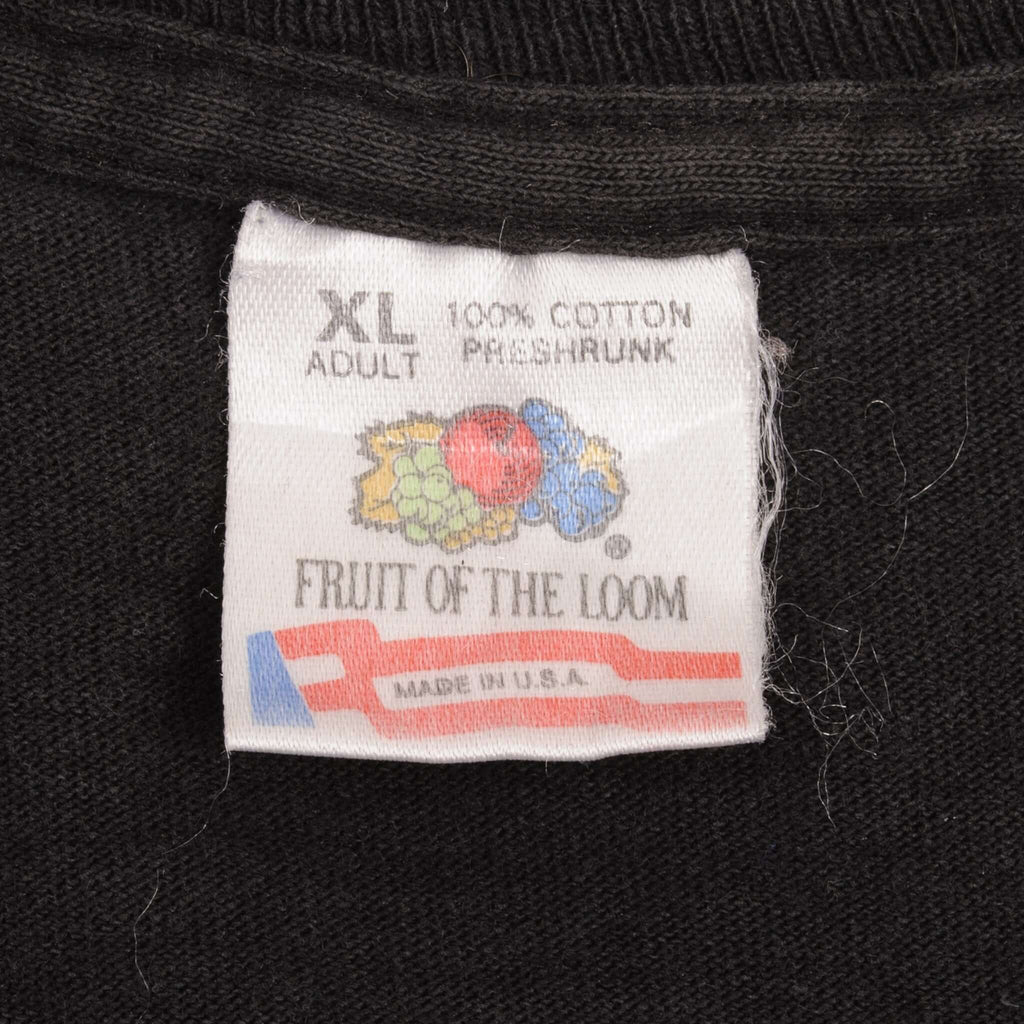 XL
ADULT
100% COTTON
PRESHRUNK
®
FRUIT OF THE LOOM
MADE IN U.S.A.